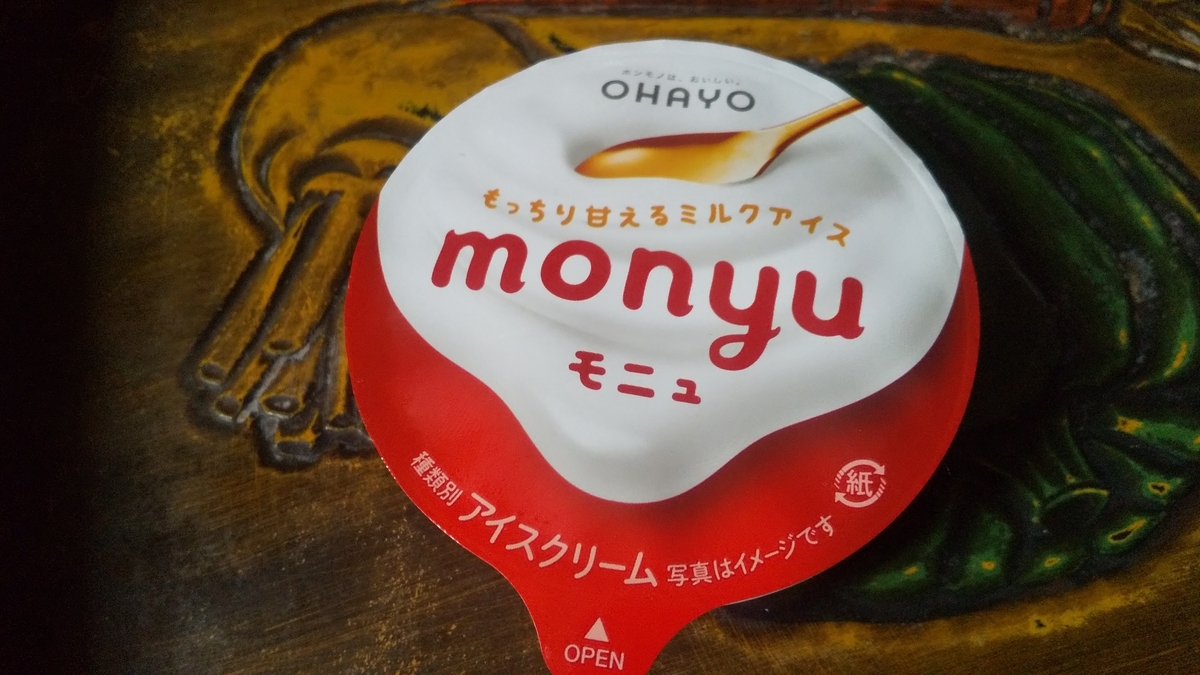 ホンモノは、おいしい。
OHAYO
もっちり甘えるミルクアイス
monyu
モニュ
種類別 アイスクリーム 写真はイメージです
紙
OPEN